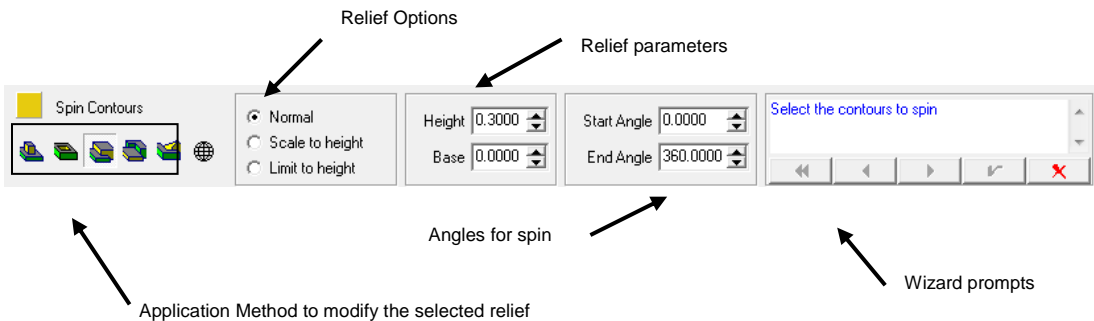 Relief Options
Relief parameters
Spin Contours
Normal
Scale to height
Limit to height
Height 0.3000
Base 0.0000
Start Angle 0.0000
End Angle 360.0000
Select the contours to spin
Angles for spin
Wizard prompts
Application Method to modify the selected relief